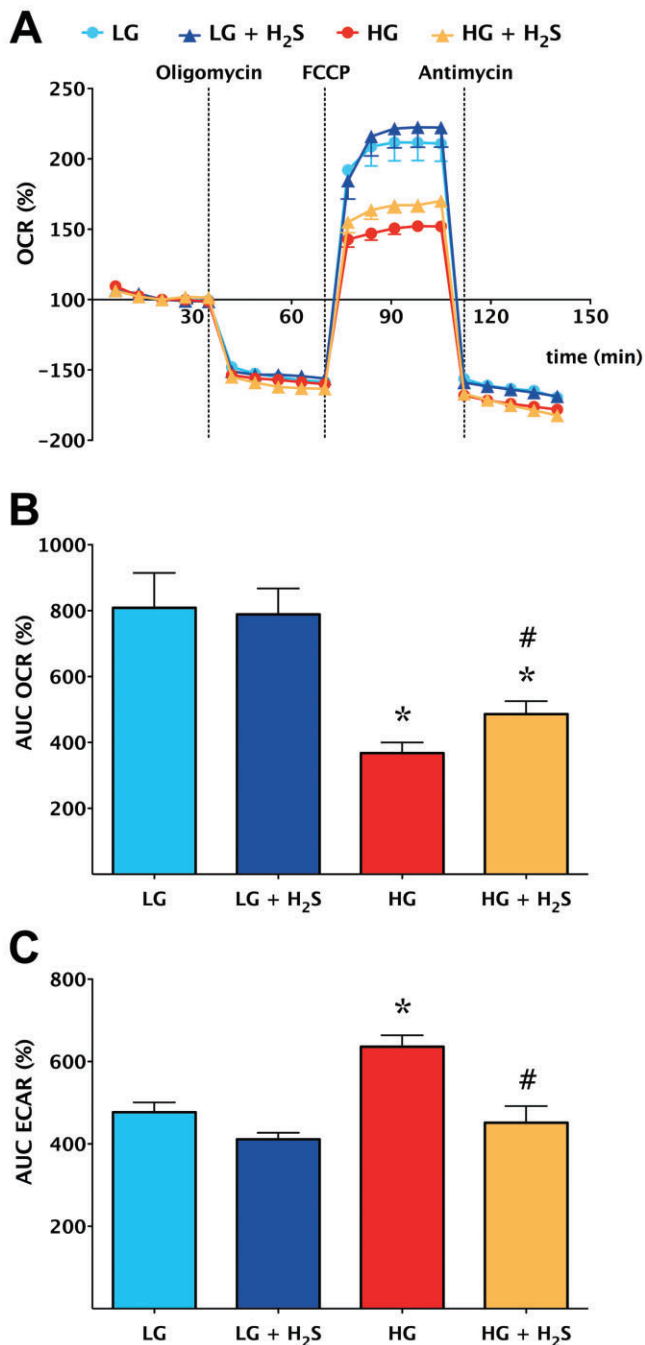 A
LG LG + H₂S HG HG + H₂S
Oligomycin FCCP Antimycin
250
200
150
100
−150
−200
OCR (%)
30 60 90 120 150
time (min)
B
1000
800
600
400
200
AUC OCR (%)
#
* *
LG LG + H₂S HG HG + H₂S
C
800
600
400
200
AUC ECAR (%)
*
#
LG LG + H₂S HG HG + H₂S